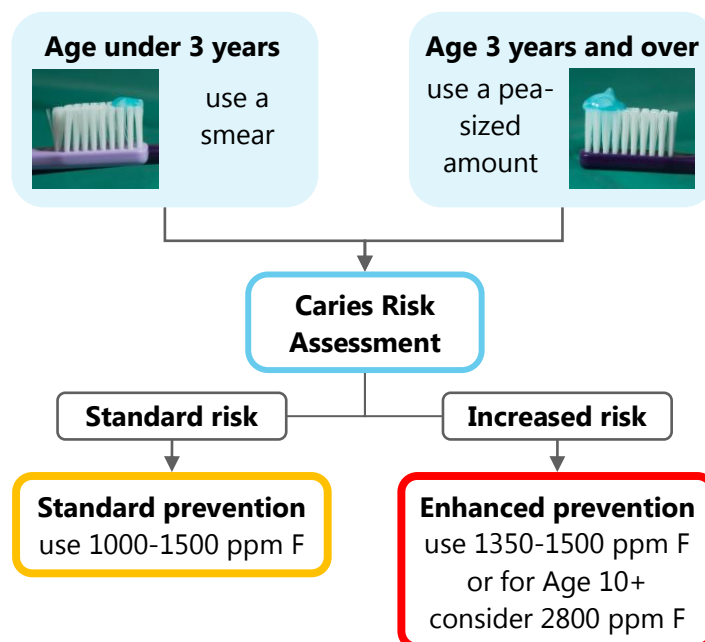 Age under 3 years
use a
smear
Age 3 years and over
use a pea-
sized
amount
Caries Risk
Assessment
Standard risk
Increased risk
Standard prevention
use 1000-1500 ppm F
Enhanced prevention
use 1350-1500 ppm F
or for Age 10+
consider 2800 ppm F